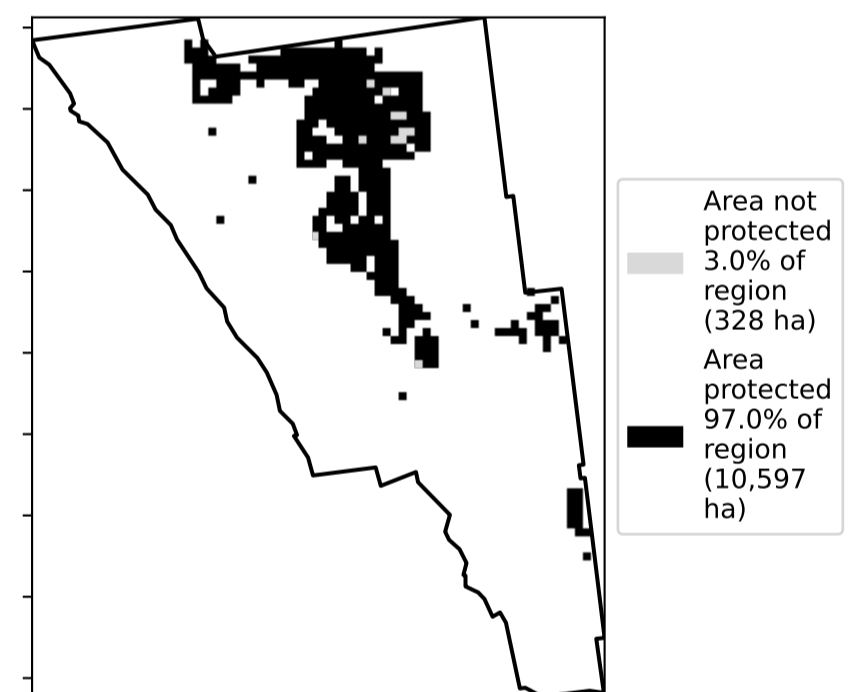 Area not
protected
3.0% of
region
(328 ha)
Area
protected
97.0% of
region
(10,597
ha)